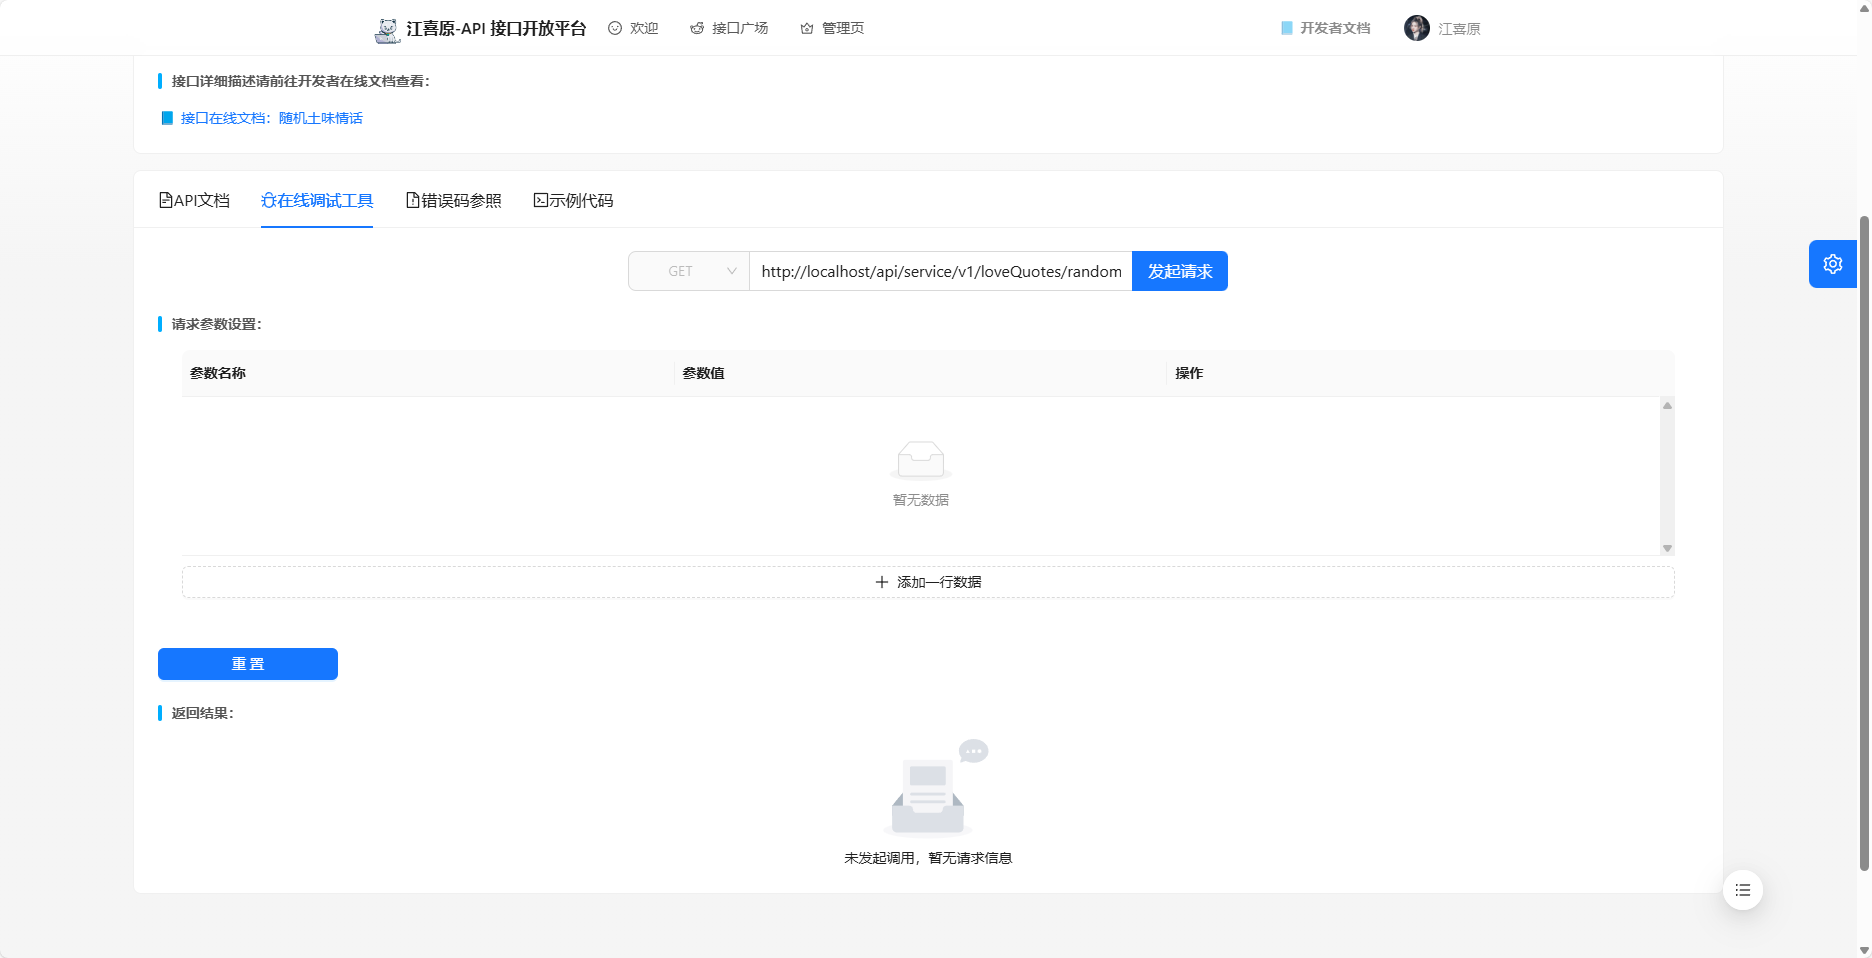 江喜原-API 接口开放平台 欢迎 接口广场 管理页 开发者文档 江喜原
接口详细描述请前往开发者在线文档查看：
接口在线文档：随机土味情话
API文档 在线调试工具 错误码参照 示例代码
GET http://localhost/api/service/v1/loveQuotes/random 发起请求
请求参数设置：
参数名称 参数值 操作
暂无数据
添加一行数据
重 置
返回结果：
未发起调用，暂无请求信息